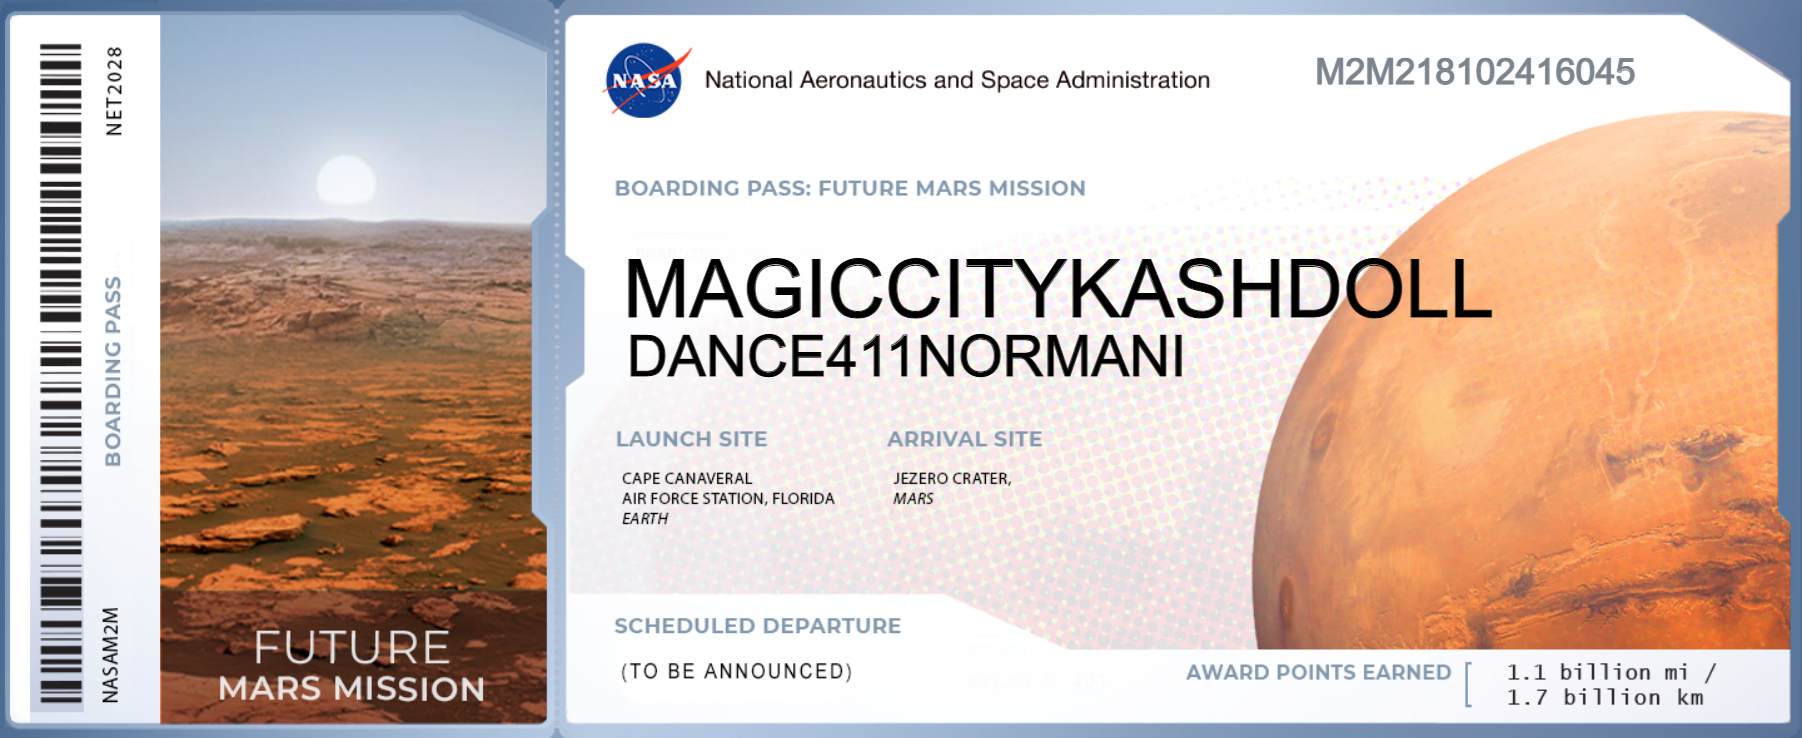 NET2028
BOARDING PASS
NASAM2M
FUTURE
MARS MISSION
NASA
National Aeronautics and Space Administration
M2M218102416045
BOARDING PASS: FUTURE MARS MISSION
MAGICCITYKASHDOLL
DANCE411NORMANI
LAUNCH SITE
CAPE CANAVERAL
AIR FORCE STATION, FLORIDA
EARTH
ARRIVAL SITE
JEZERO CRATER,
MARS
SCHEDULED DEPARTURE
(TO BE ANNOUNCED)
AWARD POINTS EARNED
1.1 billion mi /
1.7 billion km